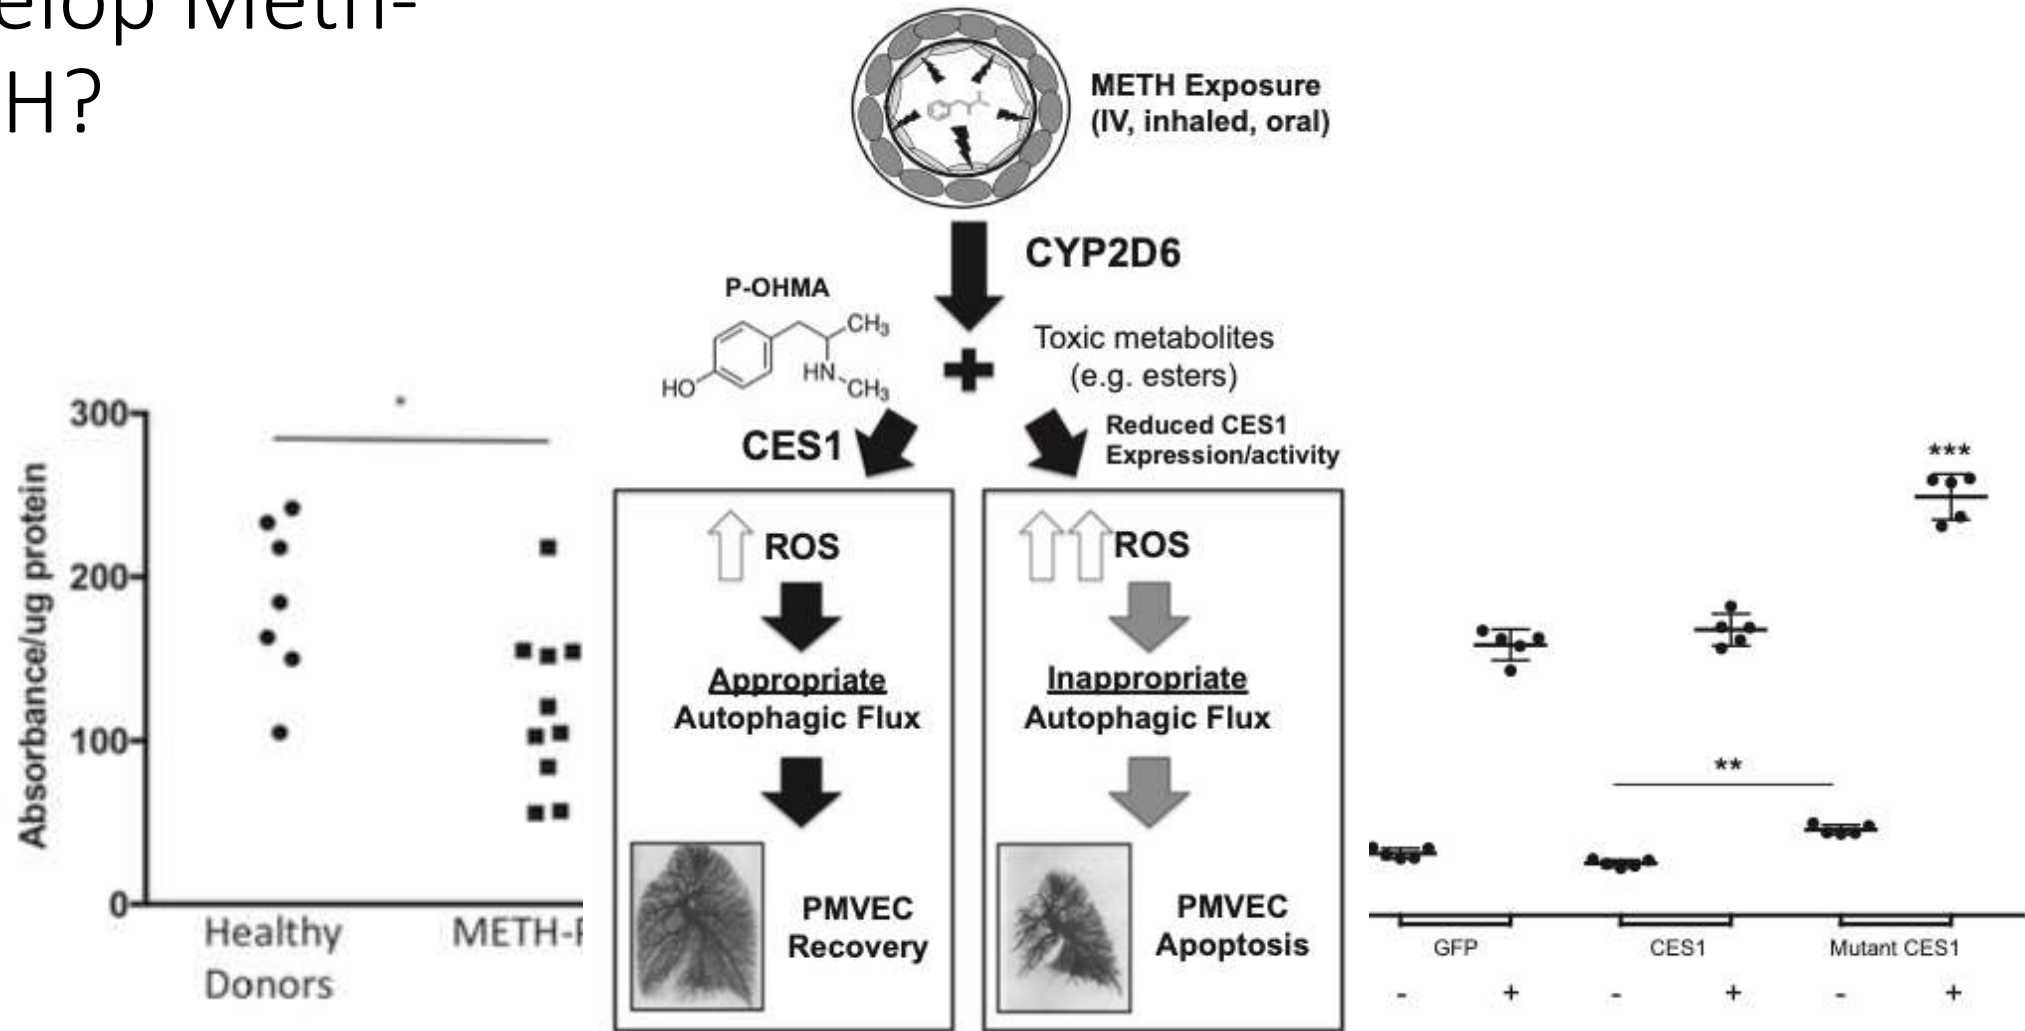 elop Meth-
H?
METH Exposure
(IV, inhaled, oral)
CYP2D6
P-OHMA
CH3
HN
CH3
HO
Toxic metabolites
(e.g. esters)
CES1
Reduced CES1
Expression/activity
ROS
Appropriate
Autophagic Flux
PMVEC
Recovery
ROS
Inappropriate
Autophagic Flux
PMVEC
Apoptosis
Absorbance/ug protein
300
200
100
0
*
Healthy
Donors
METH-
***
**
GFP
CES1
Mutant CES1
- + - + - +